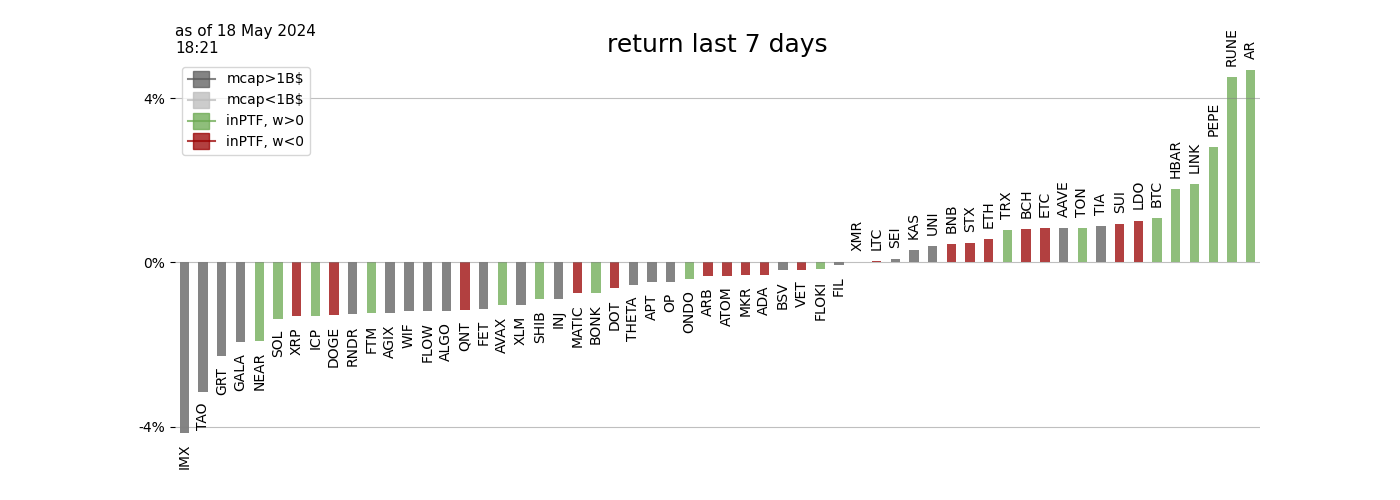 as of 18 May 2024
18:21
return last 7 days
mcap>1B$
mcap<1B$
inPTF, w>0
inPTF, w<0
4%
0%
-4%
IMX
TAO
GRT
GALA
NEAR
SOL
XRP
ICP
DOGE
RNDR
FTM
AGIX
WIF
FLOW
ALGO
QNT
FET
AVAX
XLM
SHIB
INJ
MATIC
BONK
DOT
THETA
APT
OP
ONDO
ARB
ATOM
MKR
ADA
BSV
VET
FLOKI
FIL
XMR
LTC
SEI
KAS
UNI
BNB
STX
ETH
TRX
BCH
ETC
AAVE
TON
TIA
SUI
LDO
BTC
HBAR
LINK
PEPE
RUNE
AR